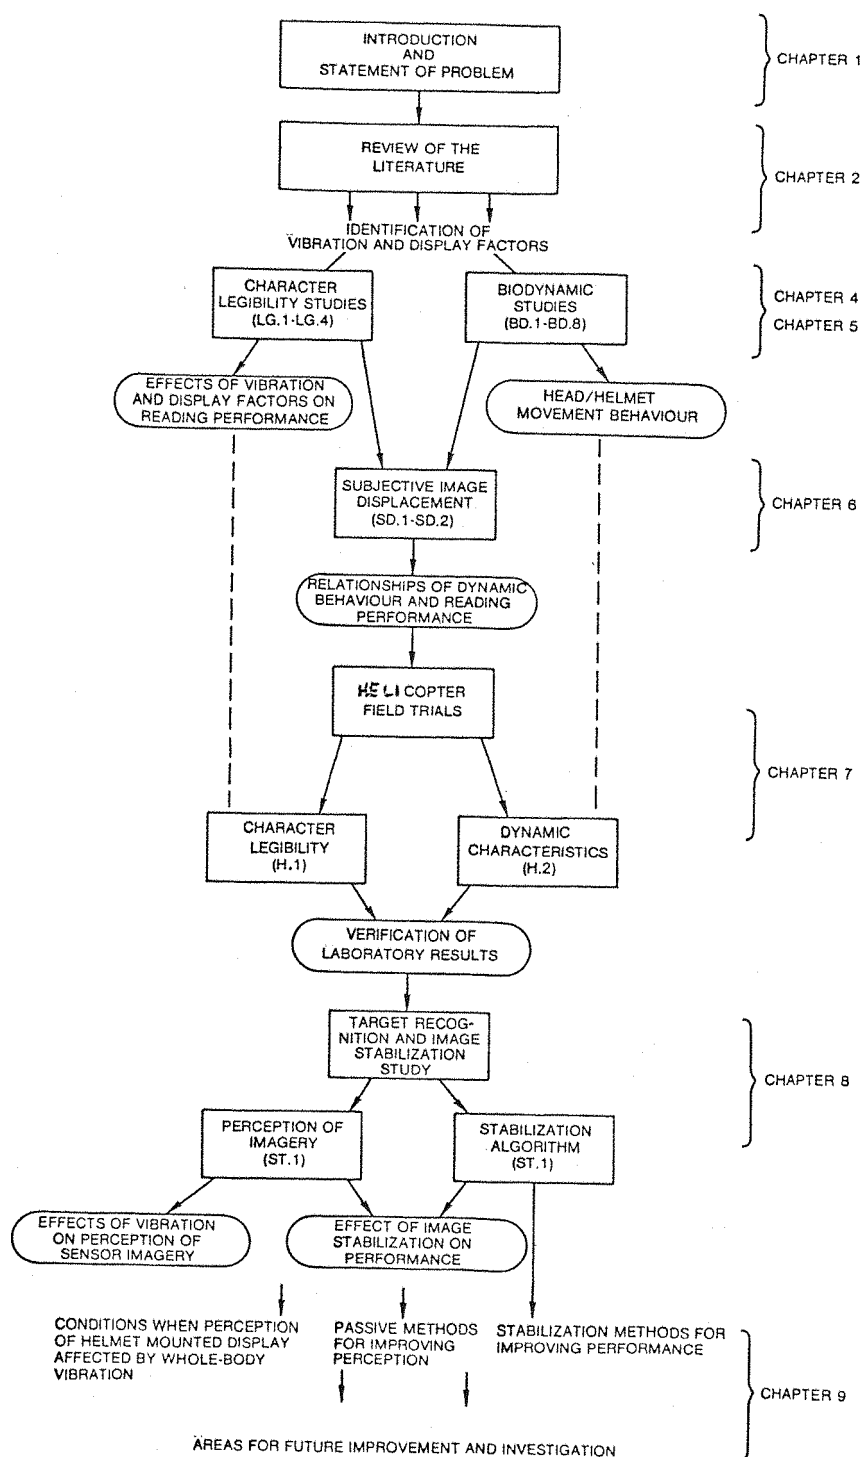 INTRODUCTION
AND
STATEMENT OF PROBLEM
CHAPTER 1
REVIEW OF THE
LITERATURE
CHAPTER 2
IDENTIFICATION OF
VIBRATION AND DISPLAY FACTORS
CHARACTER
LEGIBILITY STUDIES
(LG.1-LG.4)
BIODYNAMIC
STUDIES
(BD.1-BD.8)
CHAPTER 4
CHAPTER 5
EFFECTS OF VIBRATION
AND DISPLAY FACTORS ON
READING PERFORMANCE
HEAD/HELMET
MOVEMENT BEHAVIOUR
SUBJECTIVE IMAGE
DISPLACEMENT
(SD.1-SD.2)
CHAPTER 6
RELATIONSHIPS OF DYNAMIC
BEHAVIOUR AND READING
PERFORMANCE
HELICOPTER
FIELD TRIALS
CHAPTER 7
CHARACTER
LEGIBILITY
(H.1)
DYNAMIC
CHARACTERISTICS
(H.2)
VERIFICATION OF
LABORATORY RESULTS
TARGET RECOG-
NITION AND IMAGE
STABILIZATION
STUDY
CHAPTER 8
PERCEPTION OF
IMAGERY
(ST.1)
STABILIZATION
ALGORITHM
(ST.1)
EFFECTS OF VIBRATION
ON PERCEPTION OF
SENSOR IMAGERY
EFFECT OF IMAGE
STABILIZATION ON
PERFORMANCE
CONDITIONS WHEN PERCEPTION
OF HELMET MOUNTED DISPLAY
AFFECTED BY WHOLE-BODY
VIBRATION
PASSIVE METHODS
FOR IMPROVING
PERCEPTION
STABILIZATION METHODS FOR
IMPROVING PERFORMANCE
CHAPTER 9
AREAS FOR FUTURE IMPROVEMENT AND INVESTIGATION